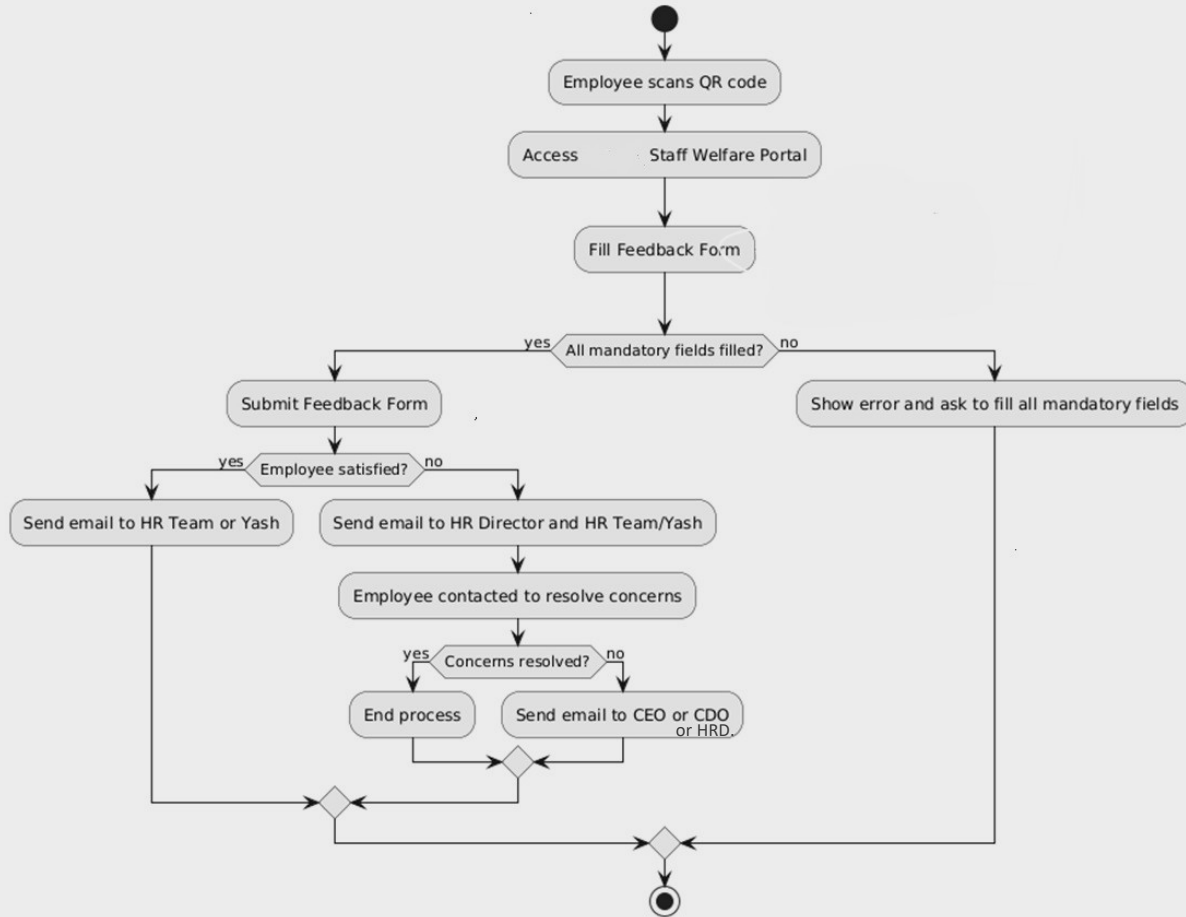 Employee scans QR code
Access Staff Welfare Portal
Fill Feedback Form
All mandatory fields filled?
yes
no
Submit Feedback Form
Show error and ask to fill all mandatory fields
Employee satisfied?
yes
no
Send email to HR Team or Yash
Send email to HR Director and HR Team/Yash
Employee contacted to resolve concerns
Concerns resolved?
yes
no
End process
Send email to CEO or CDO
or HRD.